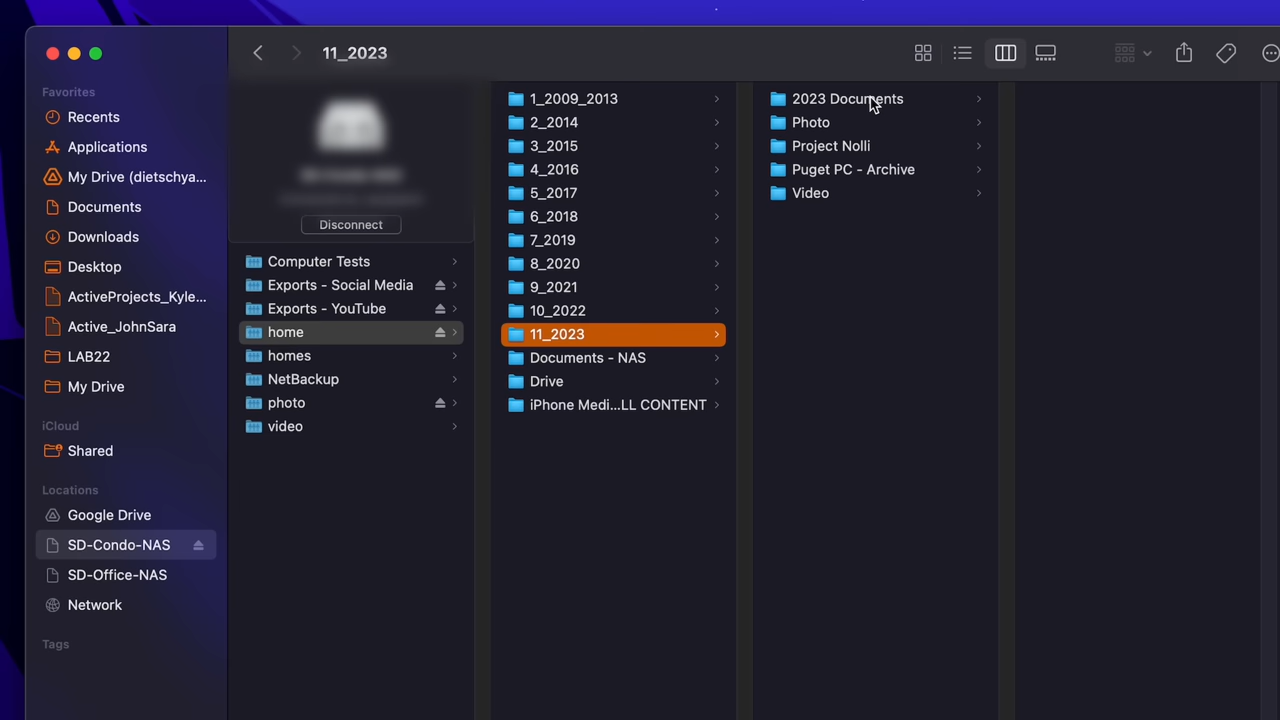 11_2023
Favorites
Recents
Applications
My Drive (dietschya...
Documents
Downloads
Desktop
ActiveProjects_Kyle...
Active_JohnSara
LAB22
My Drive
iCloud
Shared
Locations
Google Drive
SD-Condo-NAS
SD-Office-NAS
Network
Tags
Disconnect
Computer Tests
Exports - Social Media
Exports - YouTube
home
homes
NetBackup
photo
video
1_2009_2013
2_2014
3_2015
4_2016
5_2017
6_2018
7_2019
8_2020
9_2021
10_2022
11_2023
Documents - NAS
Drive
iPhone Medi...LL CONTENT
2023 Documents
Photo
Project Nolli
Puget PC - Archive
Video